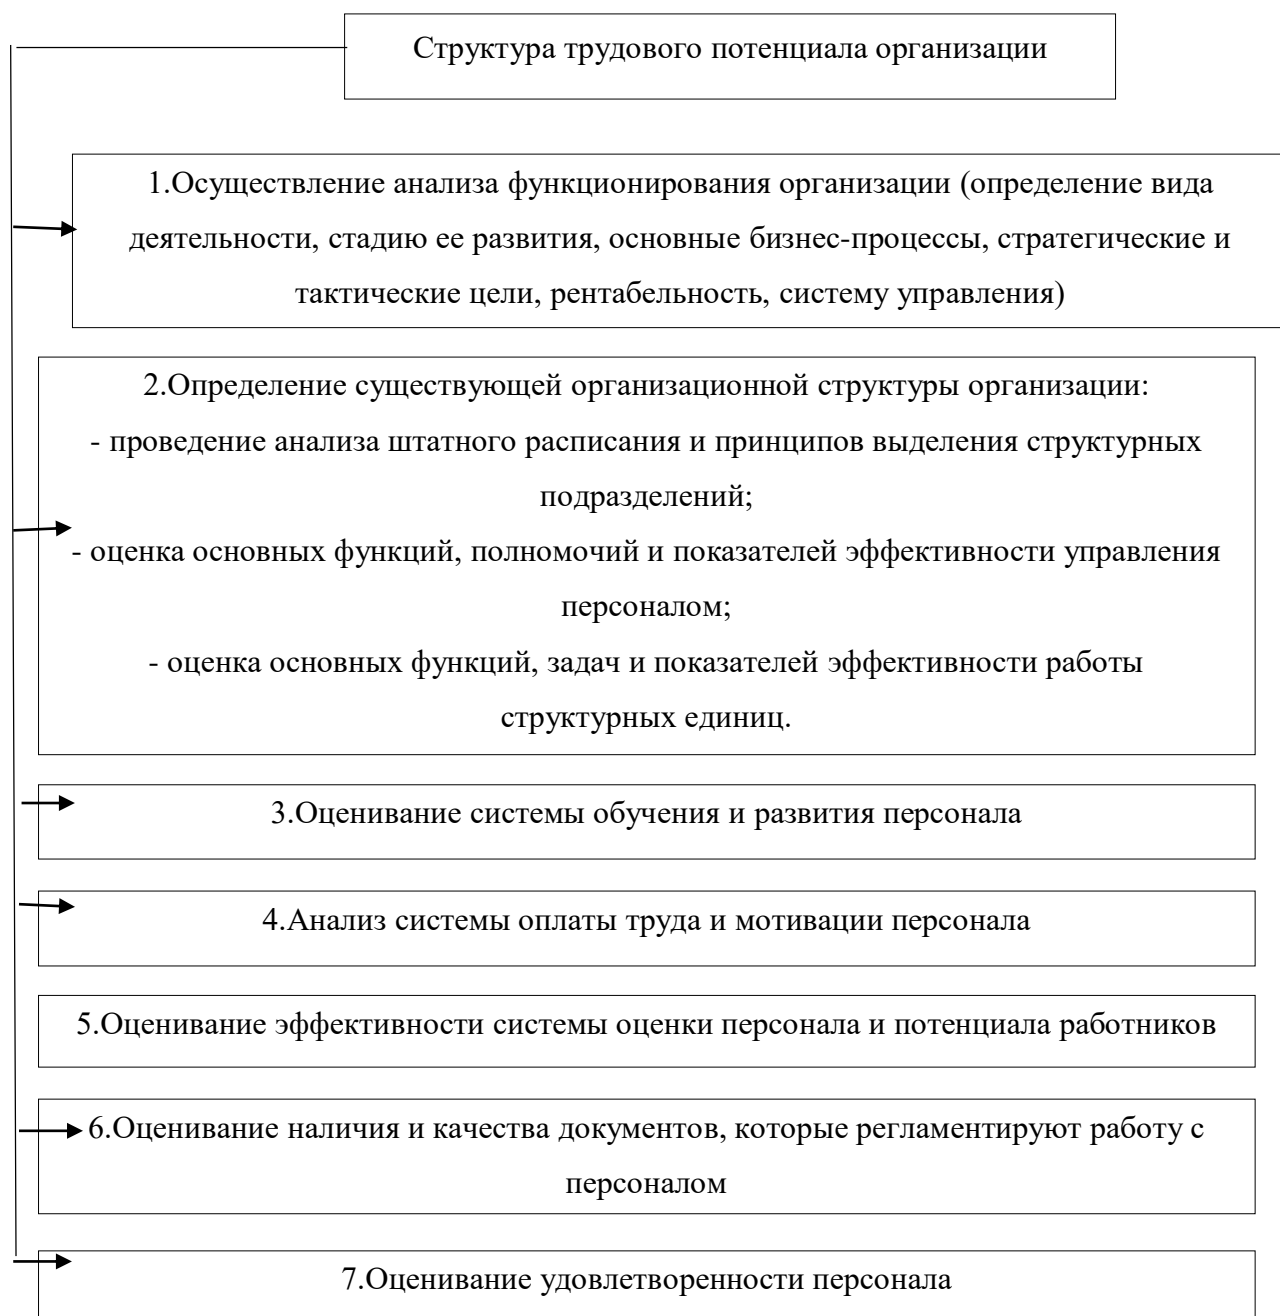 Структура трудового потенциала организации
1.Осуществление анализа функционирования организации (определение вида
деятельности, стадию ее развития, основные бизнес-процессы, стратегические и
тактические цели, рентабельность, систему управления)
2.Определение существующей организационной структуры организации:
- проведение анализа штатного расписания и принципов выделения структурных
подразделений;
- оценка основных функций, полномочий и показателей эффективности управления
персоналом;
- оценка основных функций, задач и показателей эффективности работы
структурных единиц.
3.Оценивание системы обучения и развития персонала
4.Анализ системы оплаты труда и мотивации персонала
5.Оценивание эффективности системы оценки персонала и потенциала работников
6.Оценивание наличия и качества документов, которые регламентируют работу с
персоналом
7.Оценивание удовлетворенности персонала